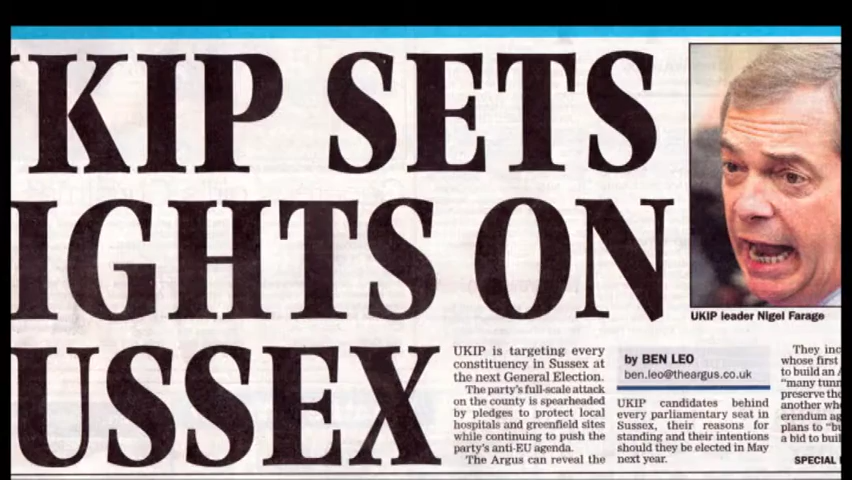 KIP SETS
IGHTS ON
USSEX
UKIP leader Nigel Farage
UKIP is targeting every
constituency in Sussex at
the next General Election.
The party's full-scale attack
on the county is spearheaded
by pledges to protect local
hospitals and greenfield sites
while continuing to push the
party's anti-EU agenda.
The Argus can reveal the
by BEN LEO
ben.leo@theargus.co.uk
UKIP candidates behind
every parliamentary seat in
Sussex, their reasons for
standing and their intentions
should they be elected in May
next year.
They inc
whose first
to build an
"many tunn
preserve the
another wh
erendum ag
plans to "bu
a bid to buil
SPECIAL